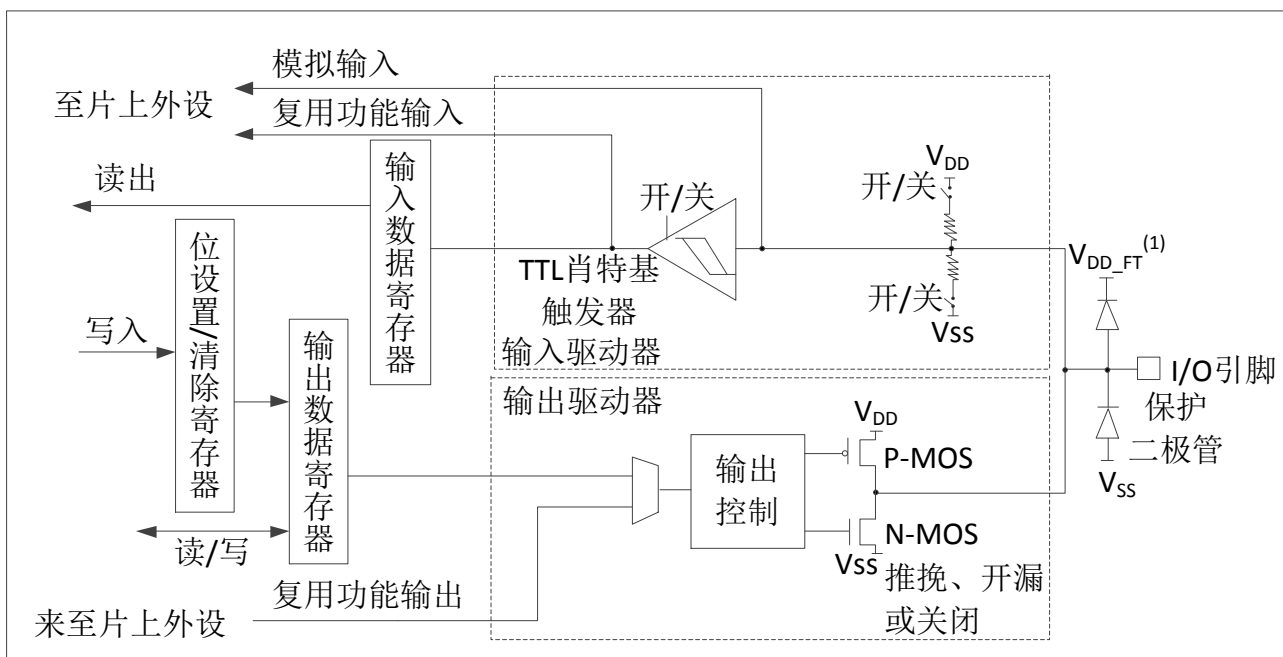 模拟输入
至片上外设
复用功能输入
读出
输入数据寄存器
开/关
TTL肖特基
触发器
输入驱动器
VDD
开/关
开/关
VSS
VDD_FT(1)
I/O引脚
保护
二极管
VSS
写入
位设置/清除寄存器
输出数据寄存器
读/写
输出驱动器
输出
控制
VDD
P-MOS
N-MOS
VSS
推挽、开漏
或关闭
复用功能输出
来至片上外设